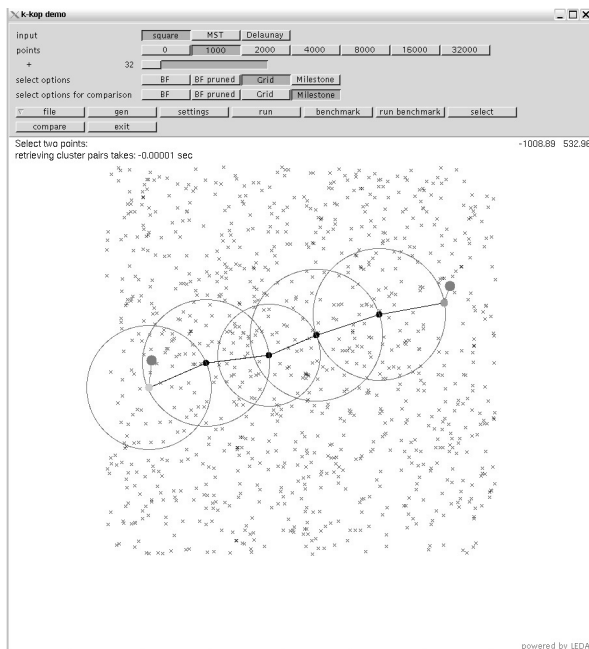 k-kop demo
input square MST Delaunay
points 0 1000 2000 4000 8000 16000 32000
+ 32
select options BF BF pruned Grid Milestone
select options for comparison BF BF pruned Grid Milestone
file gen settings run benchmark run benchmark select
compare exit
Select two points: -1008.89 532.96
retrieving cluster pairs takes: -0.00001 sec
powered by LEDA